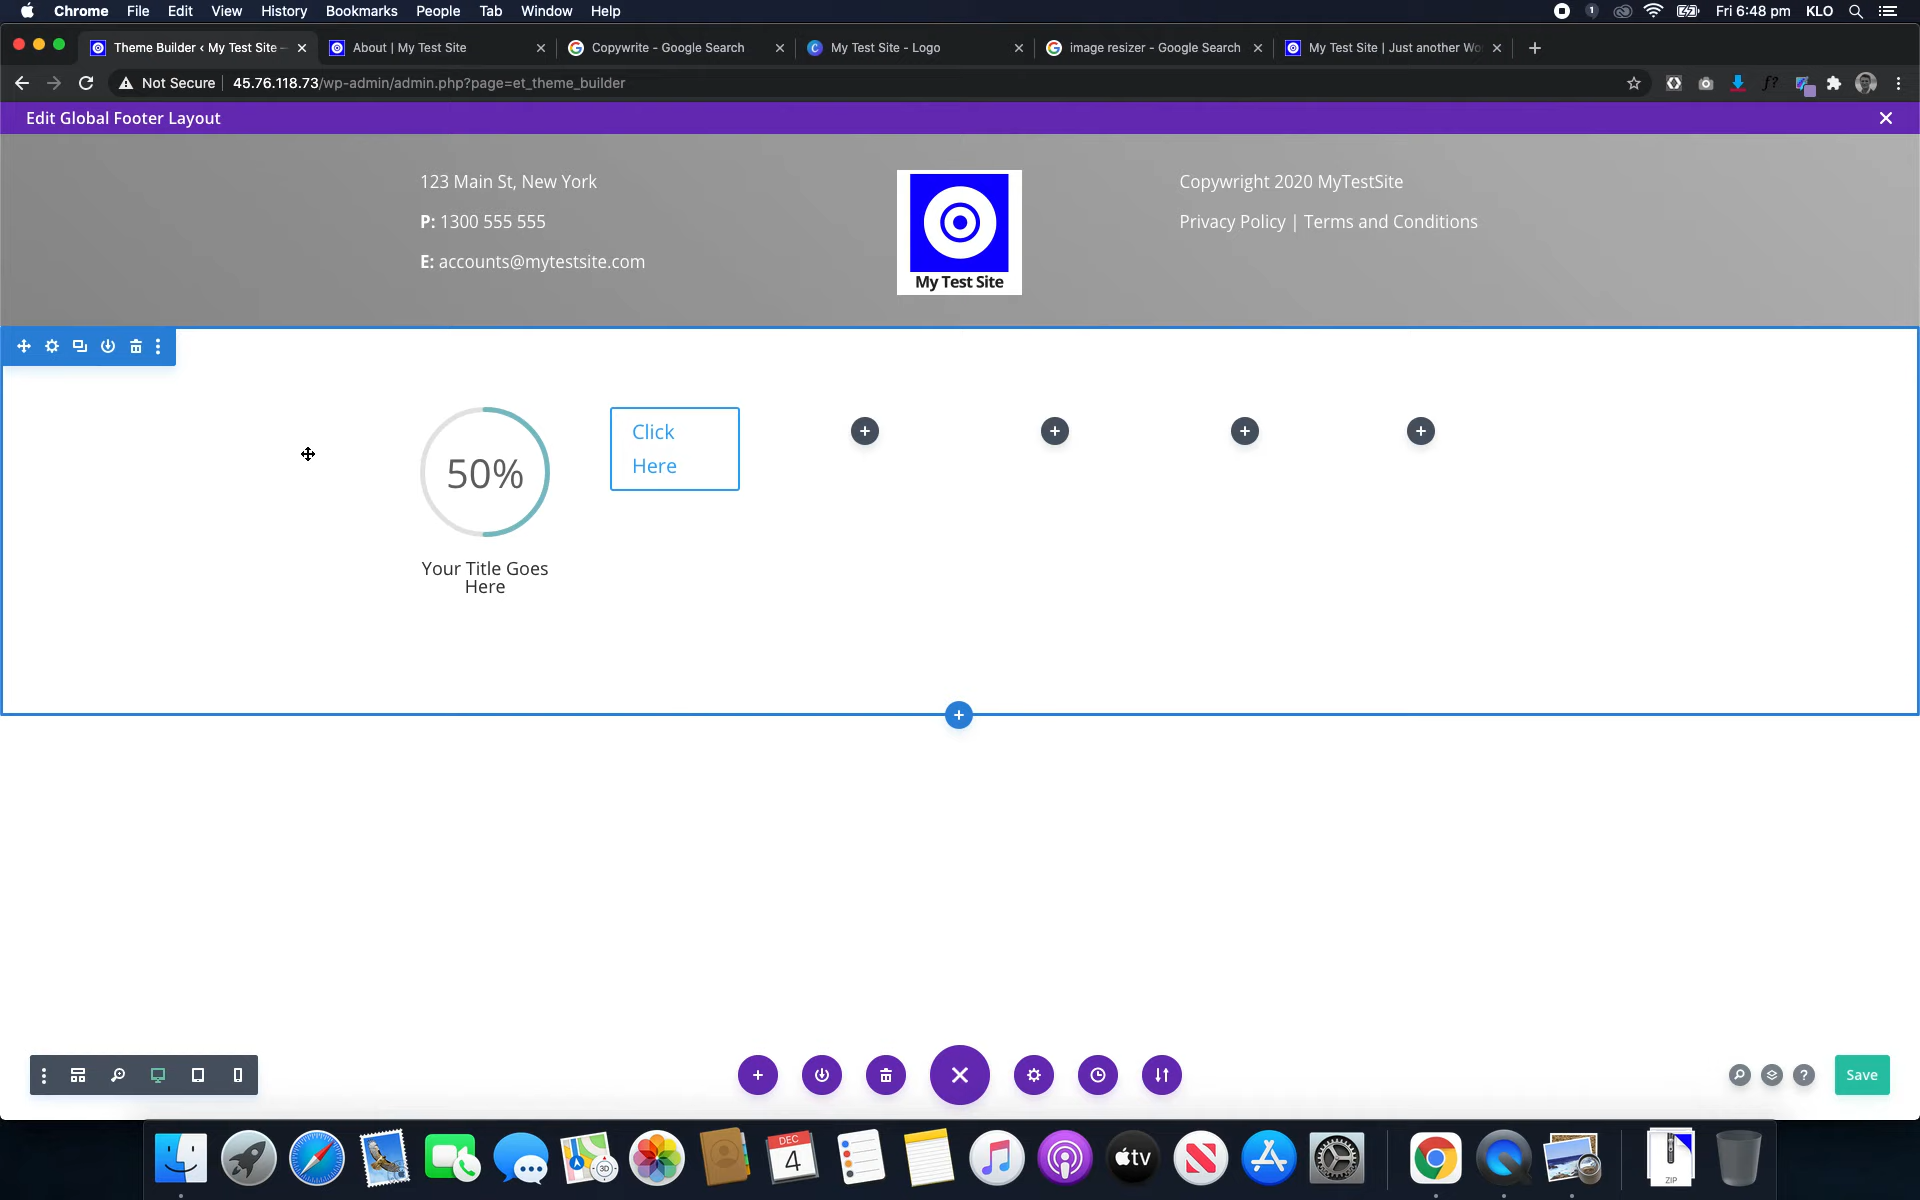 Chrome File Edit View History Bookmarks People Tab Window Help
1 Fri 6:48 pm KLO
Theme Builder ‹ My Test Site –
About | My Test Site
Copywrite - Google Search
C My Test Site - Logo
image resizer - Google Search
My Test Site | Just another Wo
Not Secure 45.76.118.73/wp-admin/admin.php?page=et_theme_builder
f?
Edit Global Footer Layout
123 Main St, New York
P: 1300 555 555
E: accounts@mytestsite.com
My Test Site
Copywright 2020 MyTestSite
Privacy Policy | Terms and Conditions
50%
Your Title Goes
Here
Click
Here
? Save
DEC
4
3D
tv
ZIP